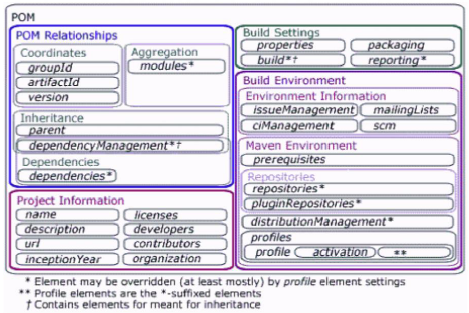 POM
POM Relationships
Coordinates
groupId
artifactId
version
Aggregation
modules*
Inheritance
parent
dependencyManagement*†
Dependencies
dependencies*
Project Information
name
licenses
description
developers
url
contributors
inceptionYear
organization
Build Settings
properties
packaging
build*†
reporting*
Build Environment
Environment Information
issueManagement
mailingLists
ciManagement
scm
Maven Environment
prerequisites
Repositories
repositories*
pluginRepositories*
distributionManagement*
profiles
profile
activation
**
* Element may be overridden (at least mostly) by profile element settings
** Profile elements are the *-suffixed elements
† Contains elements for meant for inheritance